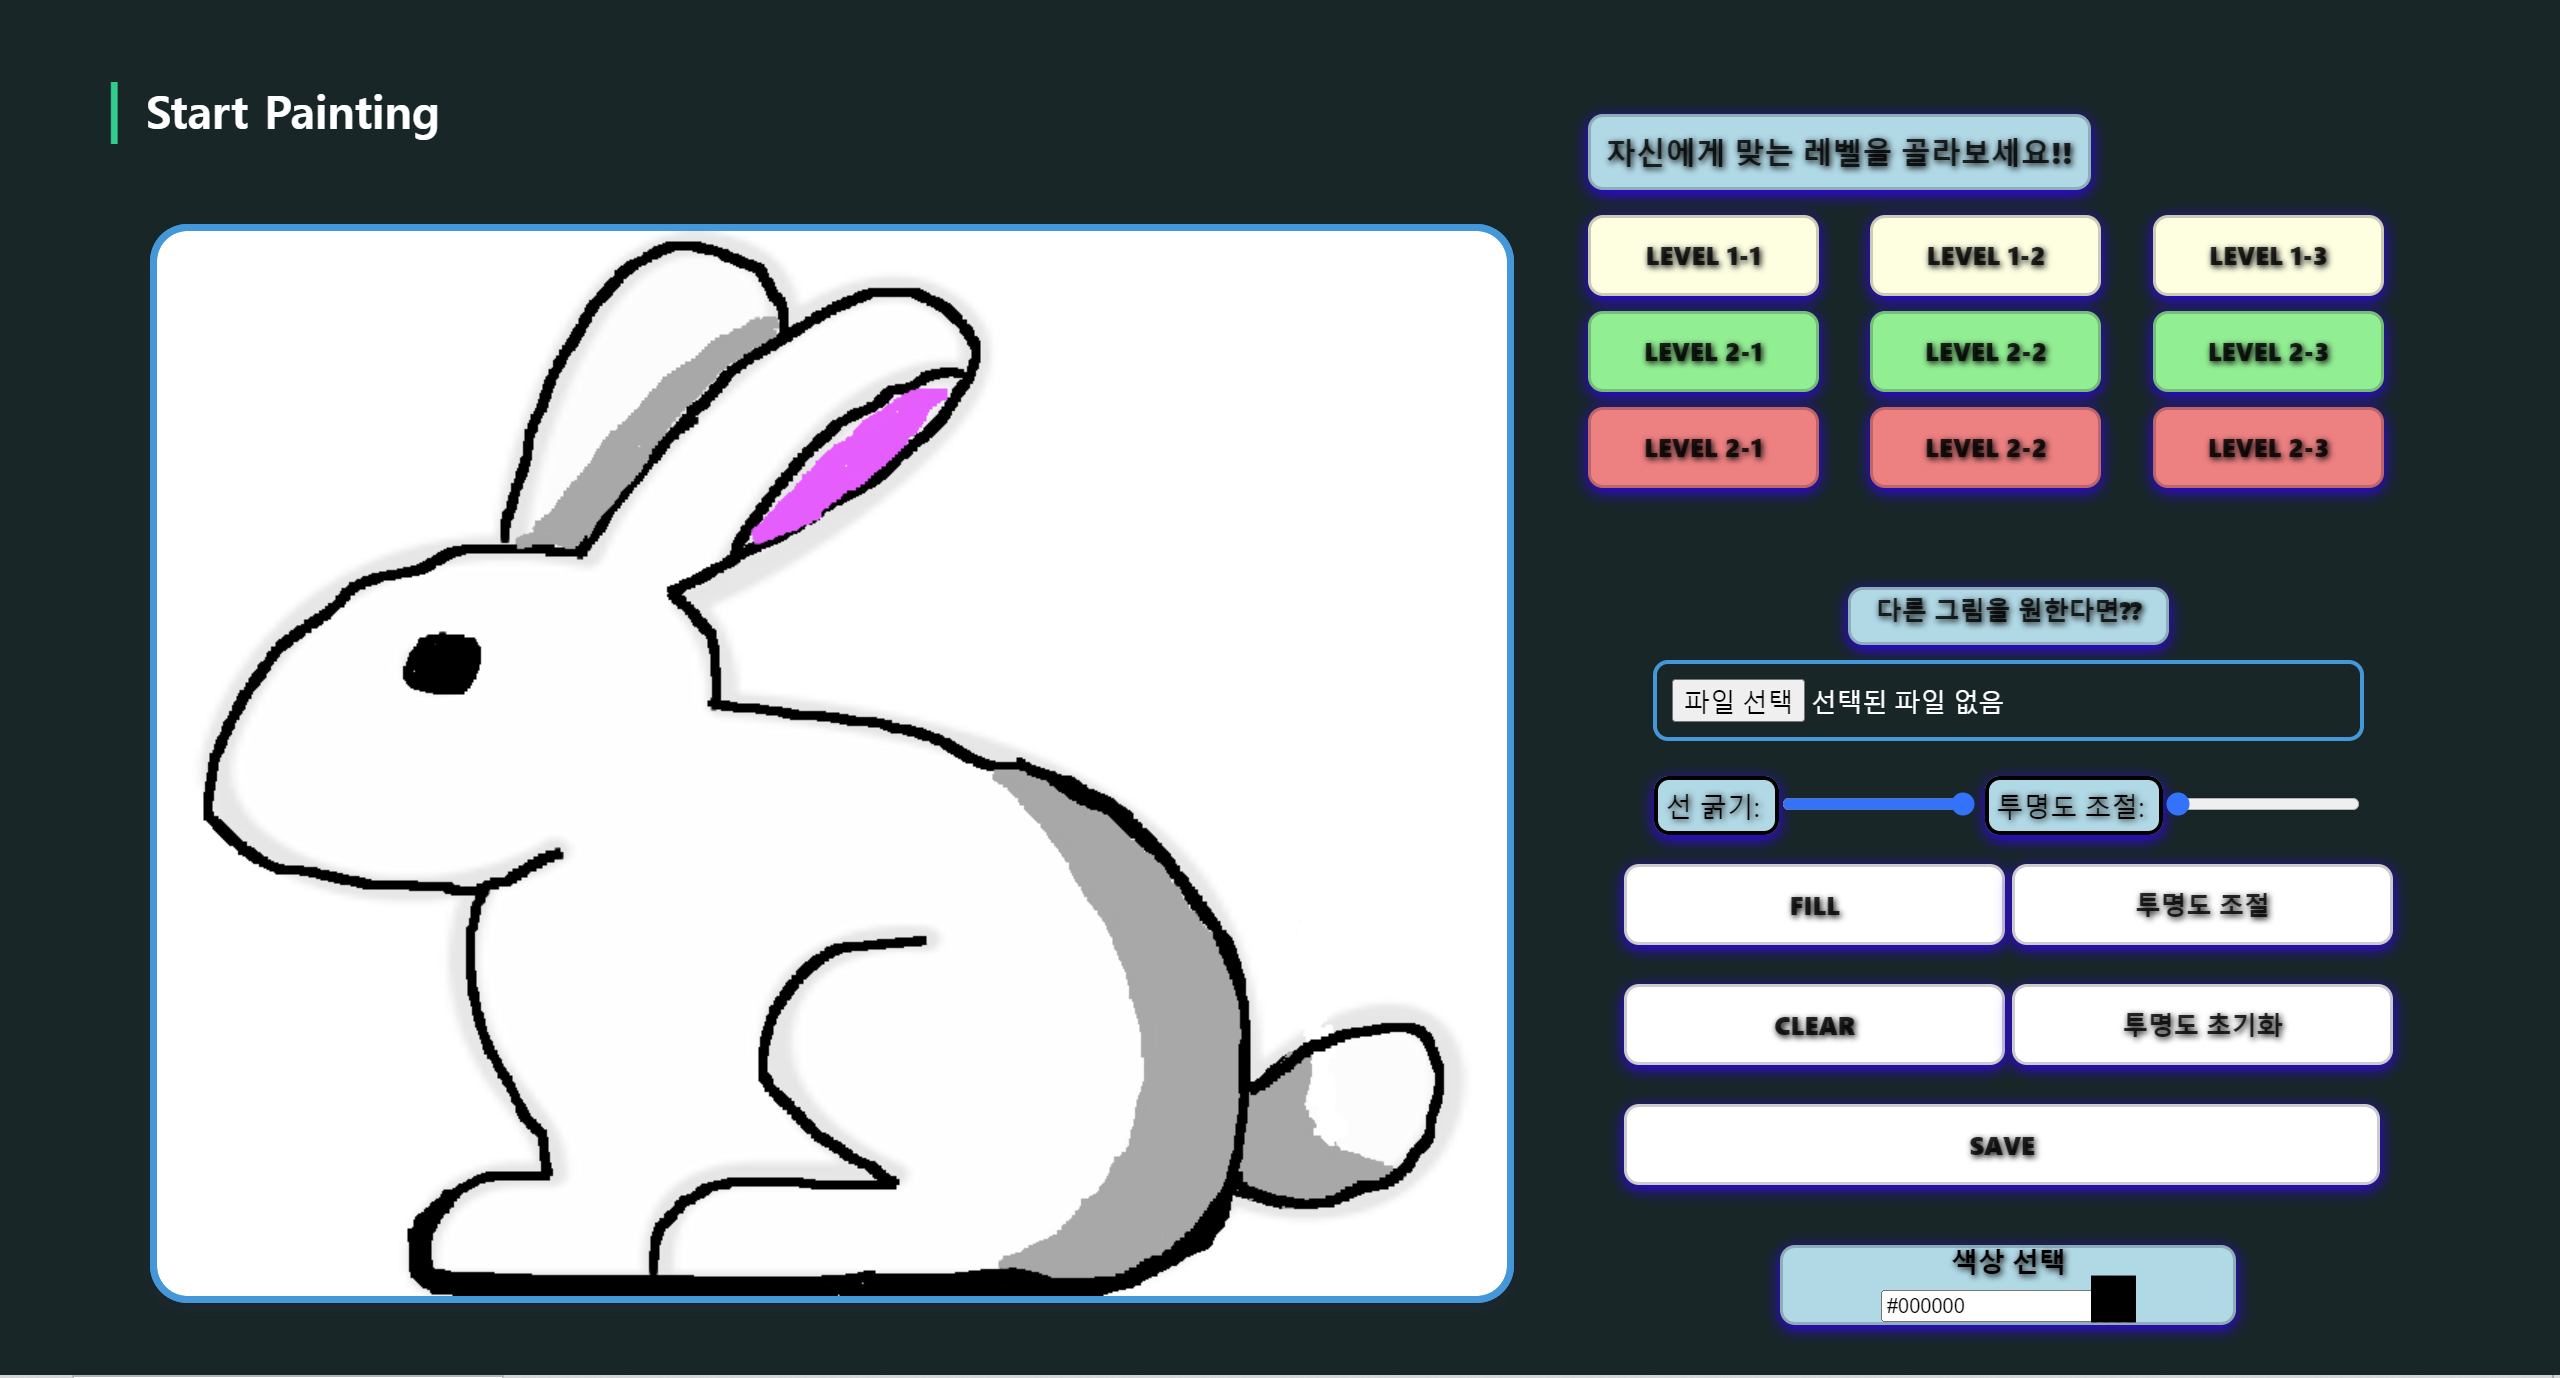 Start Painting
자신에게 맞는 레벨을 골라보세요!!
LEVEL 1-1
LEVEL 1-2
LEVEL 1-3
LEVEL 2-1
LEVEL 2-2
LEVEL 2-3
LEVEL 2-1
LEVEL 2-2
LEVEL 2-3
다른 그림을 원한다면??
파일 선택 선택된 파일 없음
선 굵기:
투명도 조절:
FILL
투명도 조절
CLEAR
투명도 초기화
SAVE
색상 선택
#000000